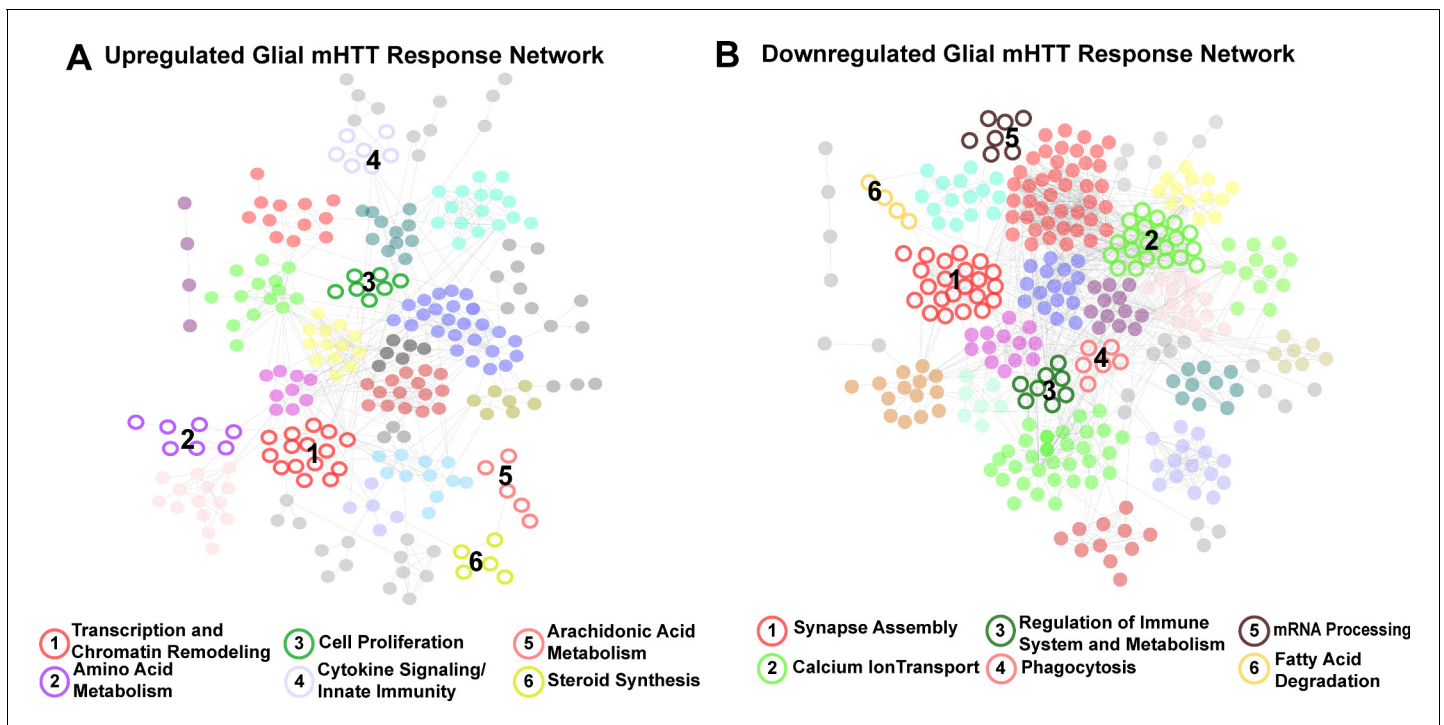 A Upregulated Glial mHTT Response Network
4
3
2
1
5
6
1 Transcription and
Chromatin Remodeling
2 Amino Acid
Metabolism
3 Cell Proliferation
4 Cytokine Signaling/
Innate Immunity
5 Arachidonic Acid
Metabolism
6 Steroid Synthesis
B Downregulated Glial mHTT Response Network
5
6
2
1
4
3
1 Synapse Assembly
2 Calcium IonTransport
3 Regulation of Immune
System and Metabolism
4 Phagocytosis
5 mRNA Processing
6 Fatty Acid
Degradation